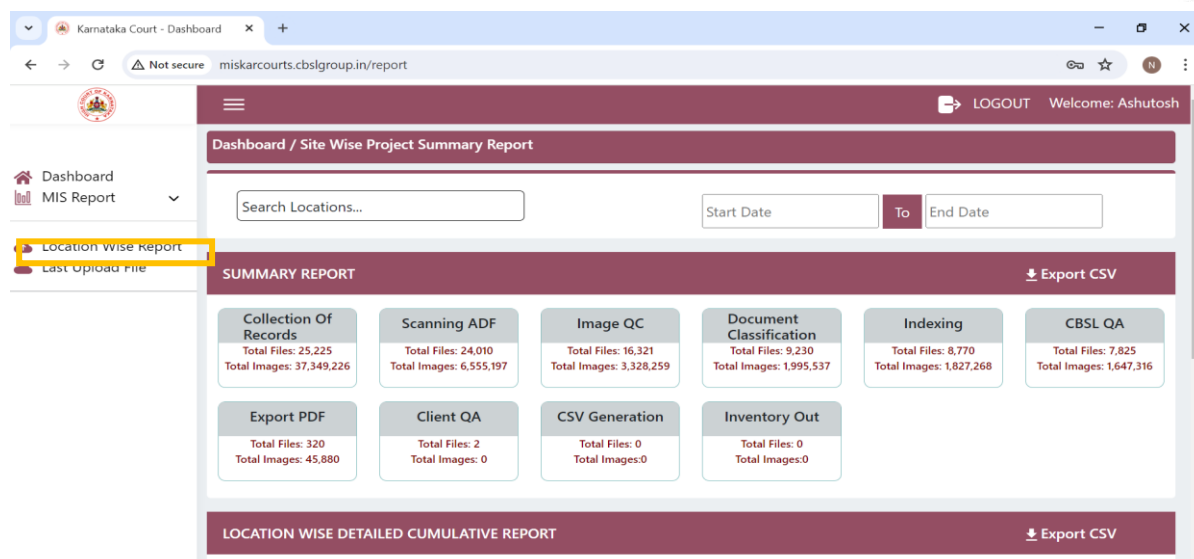 Karnataka Court - Dashboard
Not secure miskarcourts.cbslgroup.in/report
N
LOGOUT Welcome: Ashutosh
Dashboard / Site Wise Project Summary Report
Dashboard
MIS Report
Location Wise Report
Last Upload File
Search Locations...
Start Date To End Date
SUMMARY REPORT Export CSV
Collection Of
Records
Total Files: 25,225
Total Images: 37,349,226
Scanning ADF
Total Files: 24,010
Total Images: 6,555,197
Image QC
Total Files: 16,321
Total Images: 3,328,259
Document
Classification
Total Files: 9,230
Total Images: 1,995,537
Indexing
Total Files: 8,770
Total Images: 1,827,268
CBSL QA
Total Files: 7,825
Total Images: 1,647,316
Export PDF
Total Files: 320
Total Images: 45,880
Client QA
Total Files: 2
Total Images: 0
CSV Generation
Total Files: 0
Total Images:0
Inventory Out
Total Files: 0
Total Images:0
LOCATION WISE DETAILED CUMULATIVE REPORT Export CSV